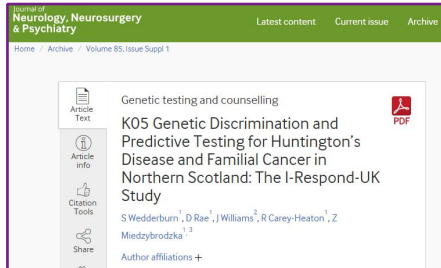 Journal of
Neurology, Neurosurgery
& Psychiatry
Latest content
Current issue
Archive
Home / Archive / Volume 85, Issue Suppl 1
Article
Text
Article
info
Citation
Tools
Share
Genetic testing and counselling
PDF
K05 Genetic Discrimination and
Predictive Testing for Huntington's
Disease and Familial Cancer in
Northern Scotland: The I-Respond-UK
Study
S Wedderburn1, D Rae1, J Williams2, R Carey-Heaton1, Z
Miedzybrodzka1 3
Author affiliations +